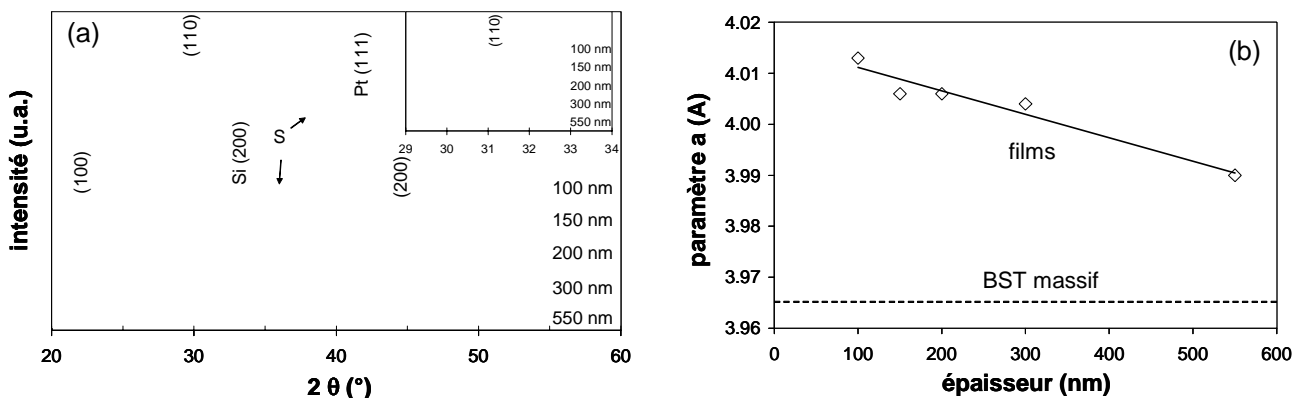 (a)
(110)
Pt (111)
(110)
100 nm
150 nm
200 nm
300 nm
550 nm
29 30 31 32 33 34
S
Si (200)
(100)
(200)
100 nm
150 nm
200 nm
300 nm
550 nm
intensité (u.a.)
20 30 40 50 60
2 θ (°)
(b)
4.02
4.01
4.00
3.99
3.98
3.97
3.96
paramètre a (A)
films
BST massif
0 100 200 300 400 500 600
épaisseur (nm)